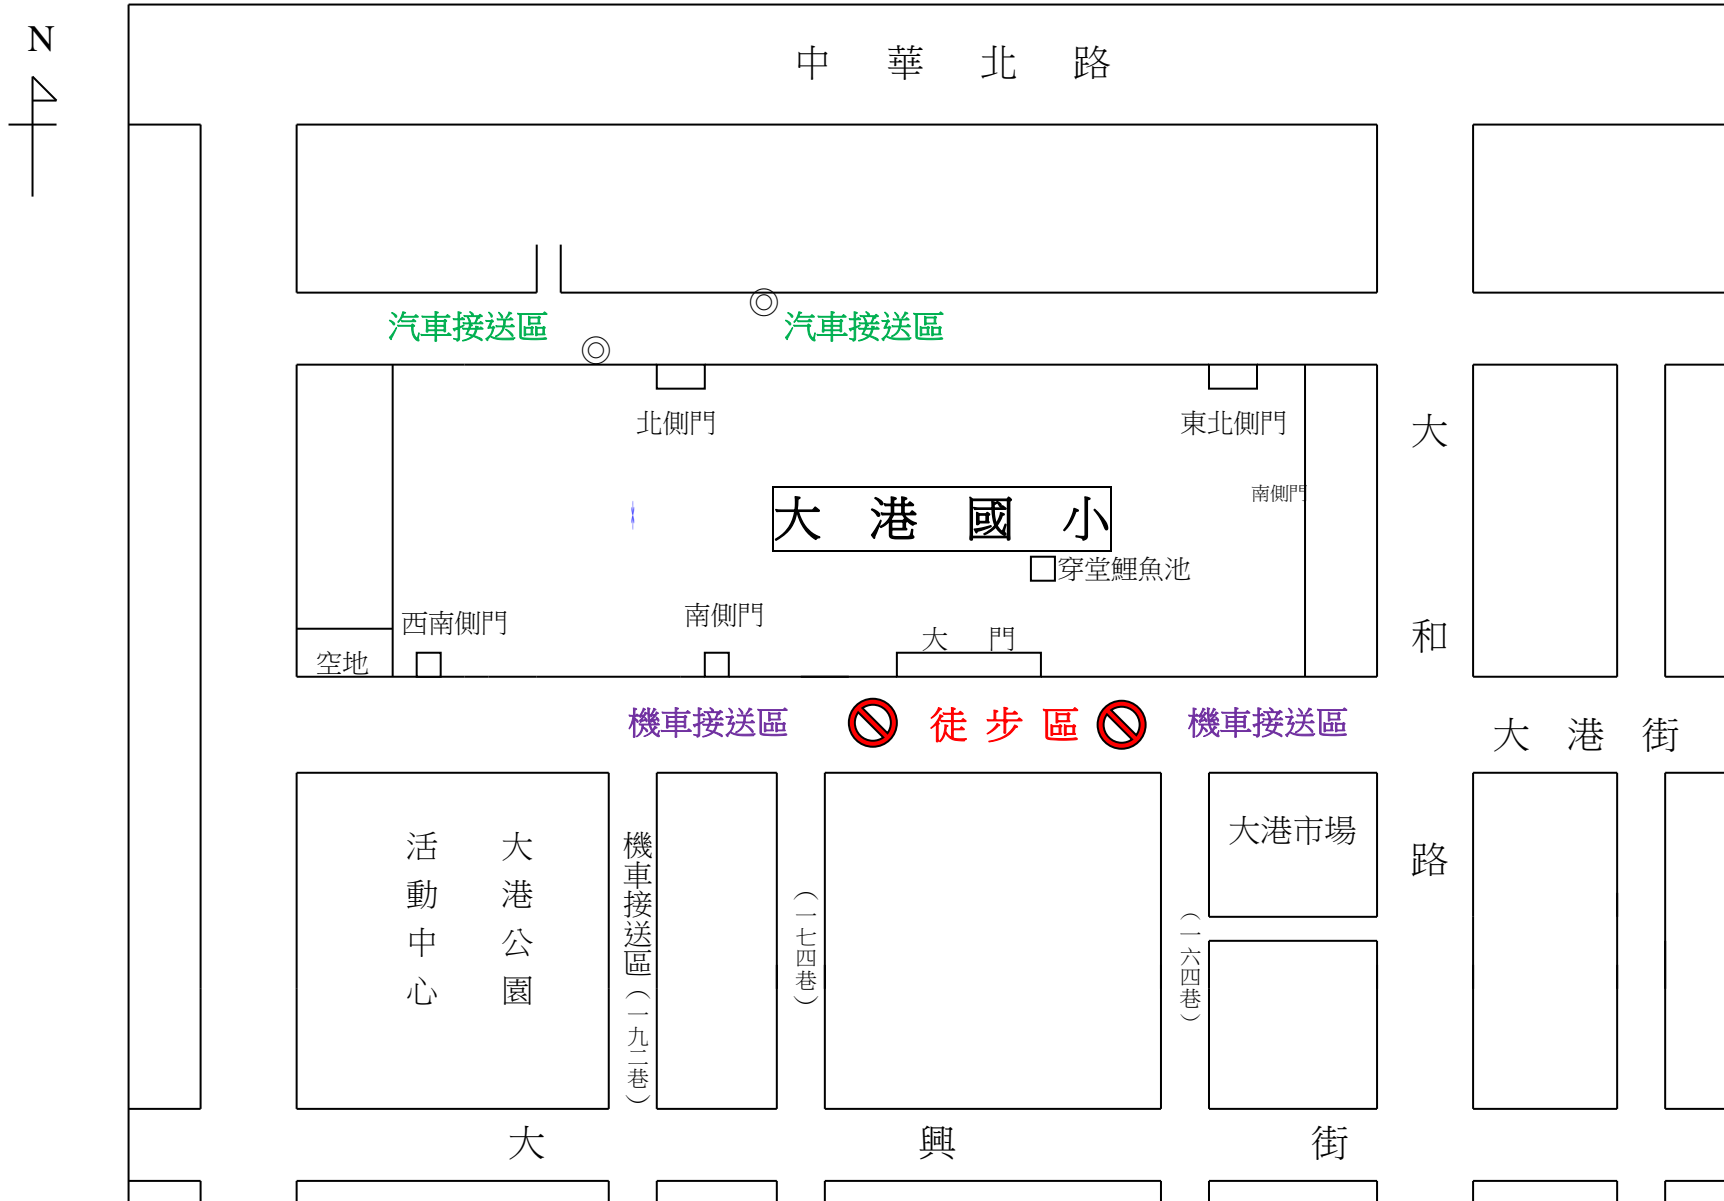 N
中華北路
汽車接送區
汽車接送區
北側門
東北側門
大和路
南側門
大港國小
穿堂鯉魚池
西南側門
南側門
大門
空地
機車接送區
徒步區
機車接送區
大港街
大港公園
活動中心
機車接送區(一九二巷)
(一七四巷)
(一六四巷)
大港市場
大興街